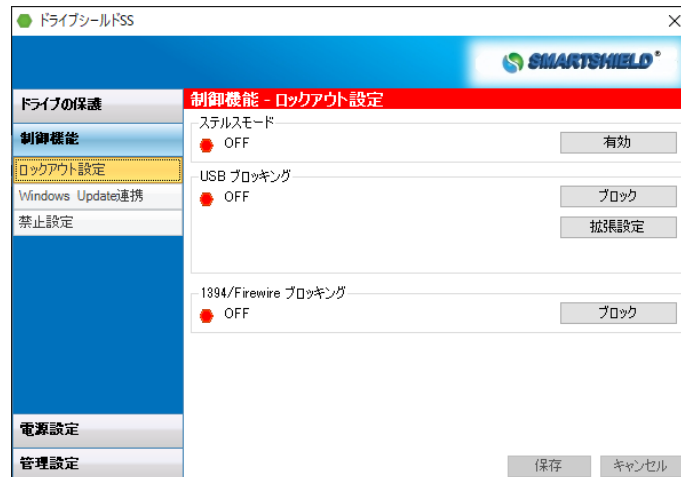 ドライブシールドSS
SMARTSHIELD
ドライブの保護
制御機能
ロックアウト設定
Windows Update連携
禁止設定
電源設定
管理設定
制御機能 - ロックアウト設定
ステルスモード
OFF
有効
USB ブロッキング
OFF
ブロック
拡張設定
1394/Firewire ブロッキング
OFF
ブロック
保存
キャンセル